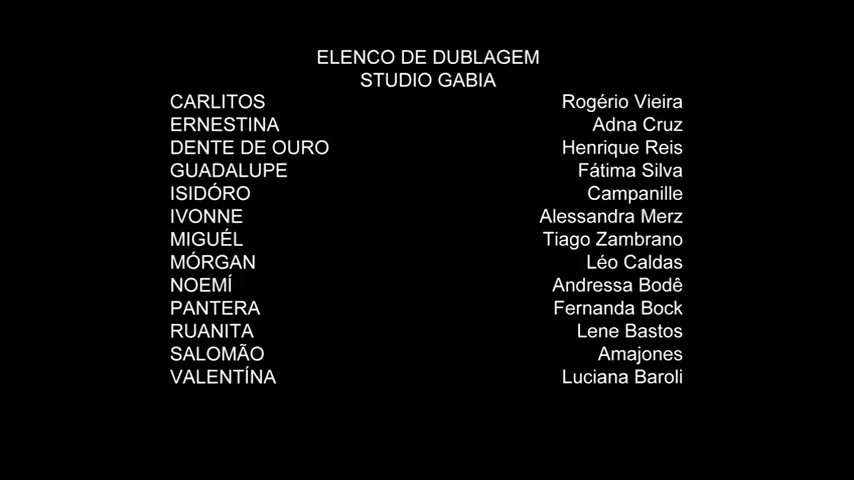 ELENCO DE DUBLAGEM
STUDIO GABIA
CARLITOS Rogério Vieira
ERNESTINA Adna Cruz
DENTE DE OURO Henrique Reis
GUADALUPE Fátima Silva
ISIDÓRO Campanille
IVONNE Alessandra Merz
MIGUÉL Tiago Zambrano
MÓRGAN Léo Caldas
NOEMÍ Andressa Bodê
PANTERA Fernanda Bock
RUANITA Lene Bastos
SALOMÃO Amajones
VALENTÍNA Luciana Baroli